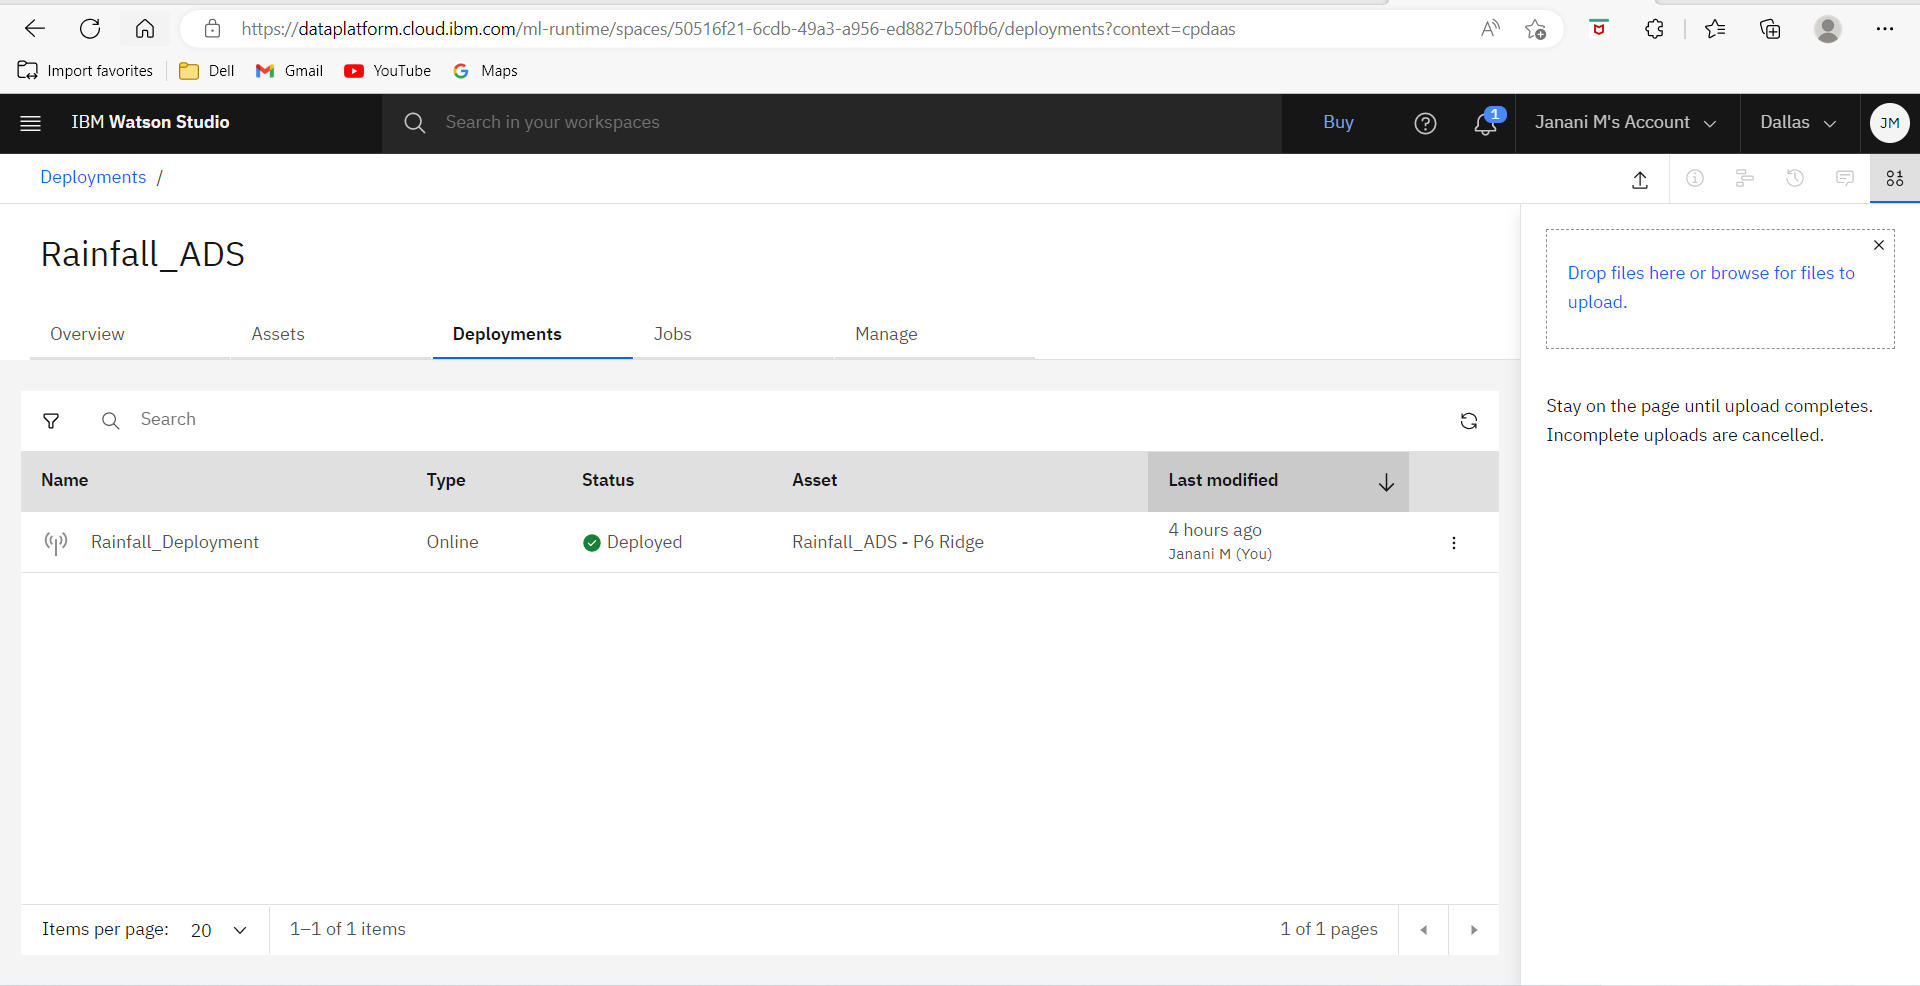 https://dataplatform.cloud.ibm.com/ml-runtime/spaces/50516f21-6cdb-49a3-a956-ed8827b50fb6/deployments?context=cpdaas
Import favorites Dell Gmail YouTube Maps
IBM Watson Studio Search in your workspaces Buy 1 Janani M's Account Dallas JM
Deployments /
Rainfall_ADS
Overview Assets Deployments Jobs Manage
Drop files here or browse for files to
upload.
Stay on the page until upload completes.
Incomplete uploads are cancelled.
Search
Name Type Status Asset Last modified
Rainfall_Deployment Online Deployed Rainfall_ADS - P6 Ridge 4 hours ago
Janani M (You)
Items per page: 20 1–1 of 1 items 1 of 1 pages